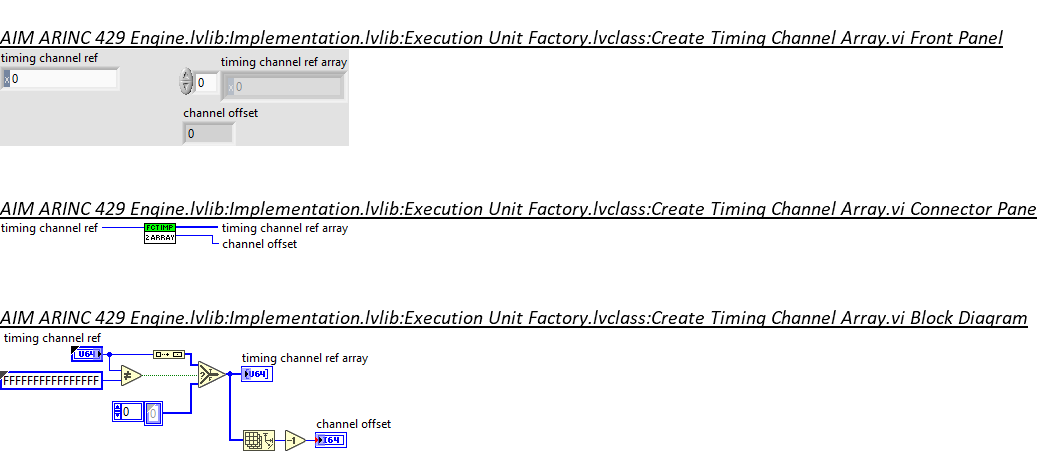 AIM ARINC 429 Engine.lvlib:Implementation.lvlib:Execution Unit Factory.lvclass:Create Timing Channel Array.vi Front Panel
timing channel ref
x 0
timing channel ref array
0
x 0
channel offset
0
AIM ARINC 429 Engine.lvlib:Implementation.lvlib:Execution Unit Factory.lvclass:Create Timing Channel Array.vi Connector Pane
timing channel ref
FCT IMP
2 ARRAY
timing channel ref array
channel offset
AIM ARINC 429 Engine.lvlib:Implementation.lvlib:Execution Unit Factory.lvclass:Create Timing Channel Array.vi Block Diagram
timing channel ref
U64
FFFFFFFFFFFFFFFF
≠
? T F
timing channel ref array
U64
0
0
channel offset
-1
I64